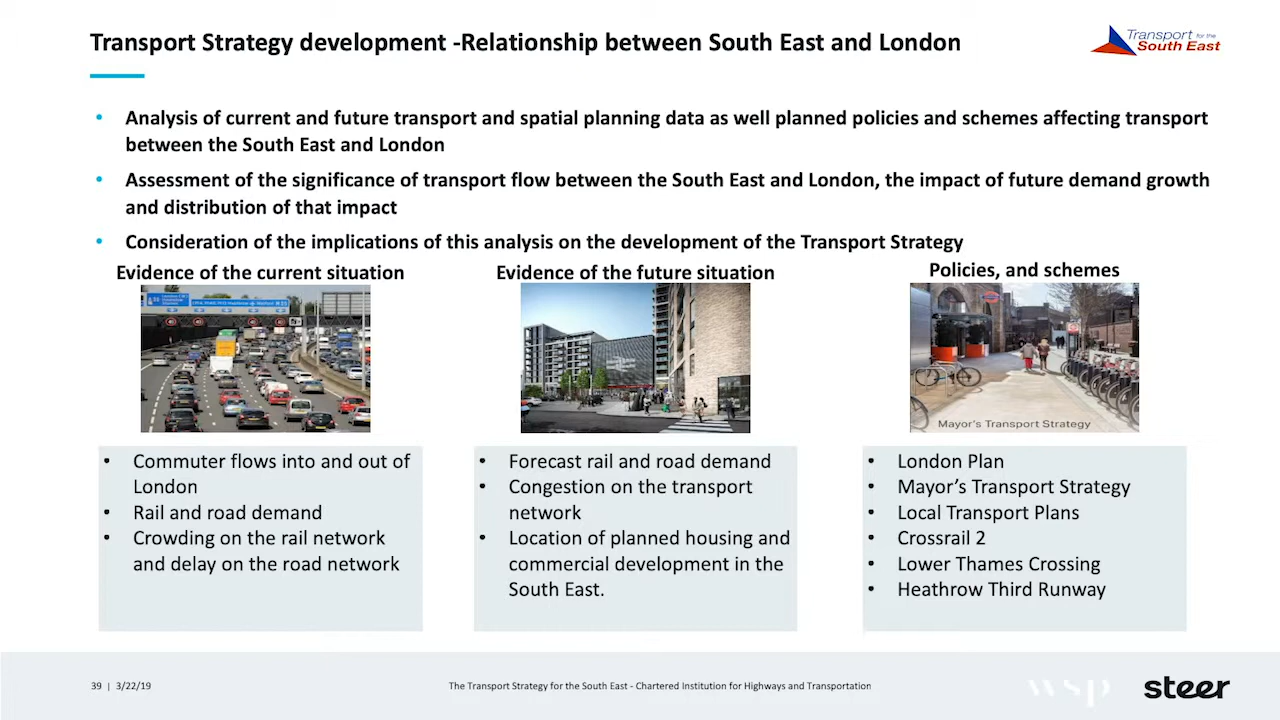 Transport Strategy development -Relationship between South East and London
Transport for the
South East
• Analysis of current and future transport and spatial planning data as well planned policies and schemes affecting transport
between the South East and London
• Assessment of the significance of transport flow between the South East and London, the impact of future demand growth
and distribution of that impact
• Consideration of the implications of this analysis on the development of the Transport Strategy
Evidence of the current situation
• Commuter flows into and out of
London
• Rail and road demand
• Crowding on the rail network
and delay on the road network
Evidence of the future situation
• Forecast rail and road demand
• Congestion on the transport
network
• Location of planned housing and
commercial development in the
South East.
Policies, and schemes
Mayor's Transport Strategy
• London Plan
• Mayor's Transport Strategy
• Local Transport Plans
• Crossrail 2
• Lower Thames Crossing
• Heathrow Third Runway
39 | 3/22/19
The Transport Strategy for the South East - Chartered Institution for Highways and Transportation
wsp
steer